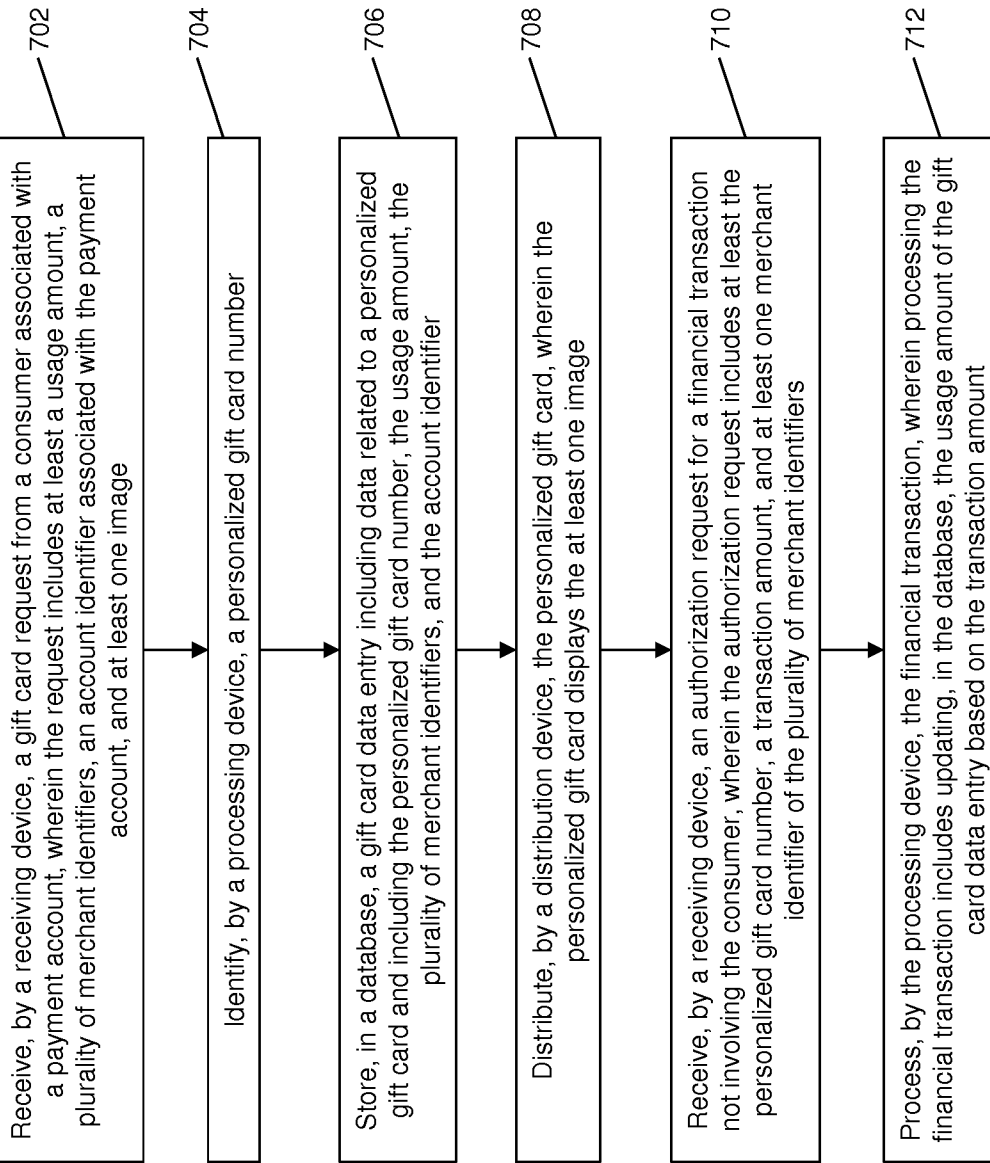 702
Receive, by a receiving device, a gift card request from a consumer associated with
a payment account, wherein the request includes at least a usage amount, a
plurality of merchant identifiers, an account identifier associated with the payment
account, and at least one image
704
Identify, by a processing device, a personalized gift card number
706
Store, in a database, a gift card data entry including data related to a personalized
gift card and including the personalized gift card number, the usage amount, the
plurality of merchant identifiers, and the account identifier
708
Distribute, by a distribution device, the personalized gift card, wherein the
personalized gift card displays the at least one image
710
Receive, by a receiving device, an authorization request for a financial transaction
not involving the consumer, wherein the authorization request includes at least the
personalized gift card number, a transaction amount, and at least one merchant
identifier of the plurality of merchant identifiers
712
Process, by the processing device, the financial transaction, wherein processing the
financial transaction includes updating, in the database, the usage amount of the gift
card data entry based on the transaction amount